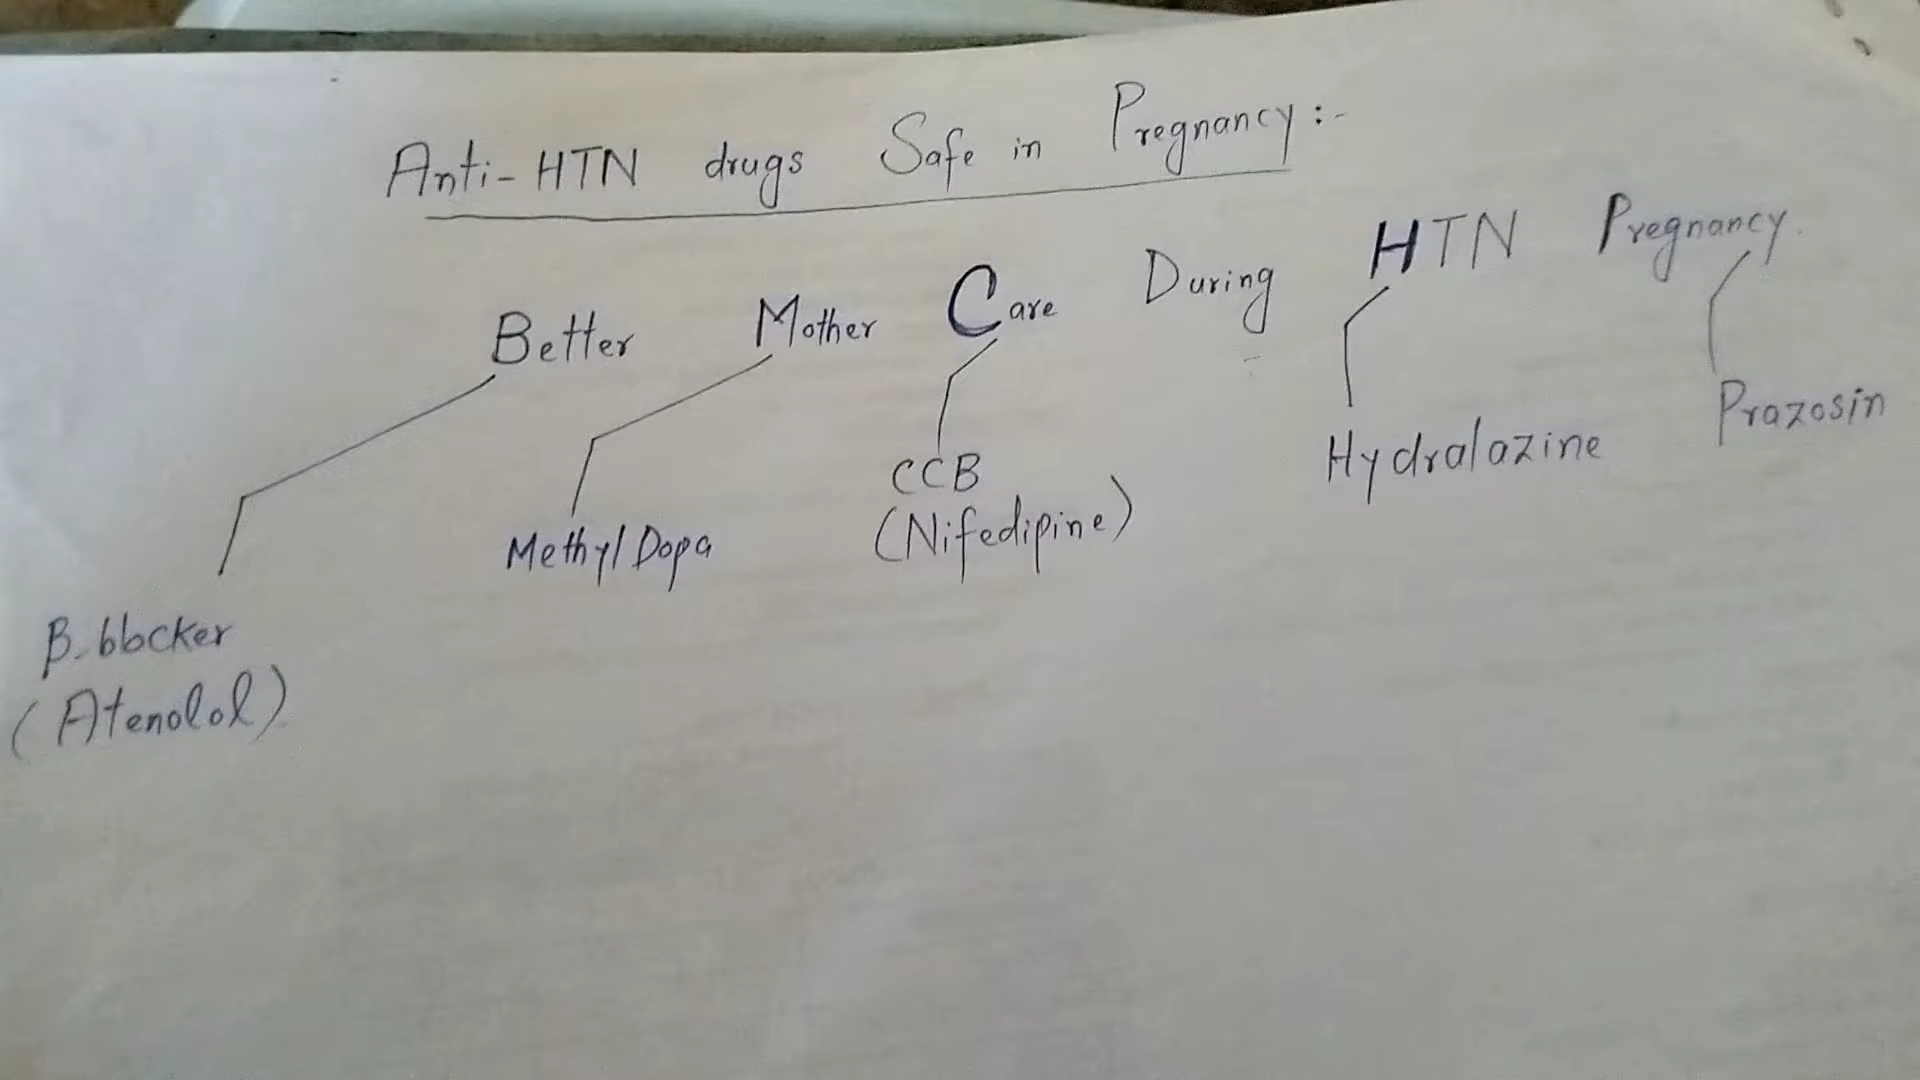 Anti-HTN drugs Safe in Pregnancy:-
Better Mother Care During HTN Pregnancy.
β-blocker
(Atenolol)
Methyl Dopa
CCB
(Nifedipine)
Hydralazine
Prazosin